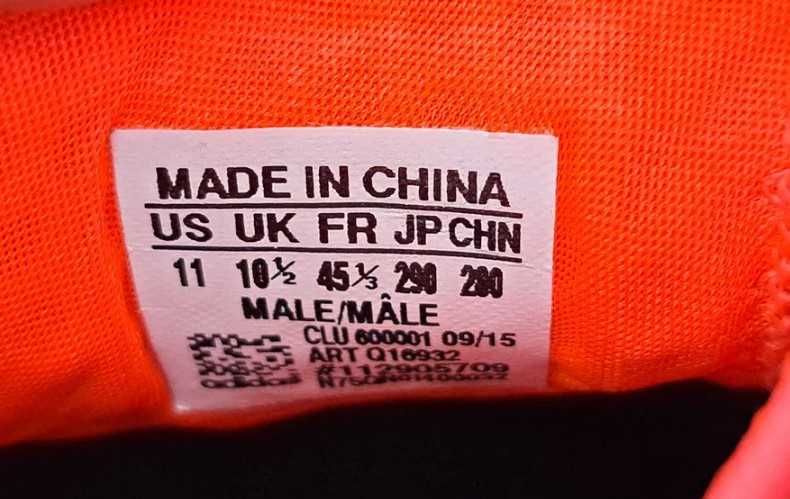 MADE IN CHINA
US UK FR JP CHN
11 10½ 45⅓ 290 280
MALE/MÂLE
CLU 600001 09/15
ART Q16932
#112905709
adidas